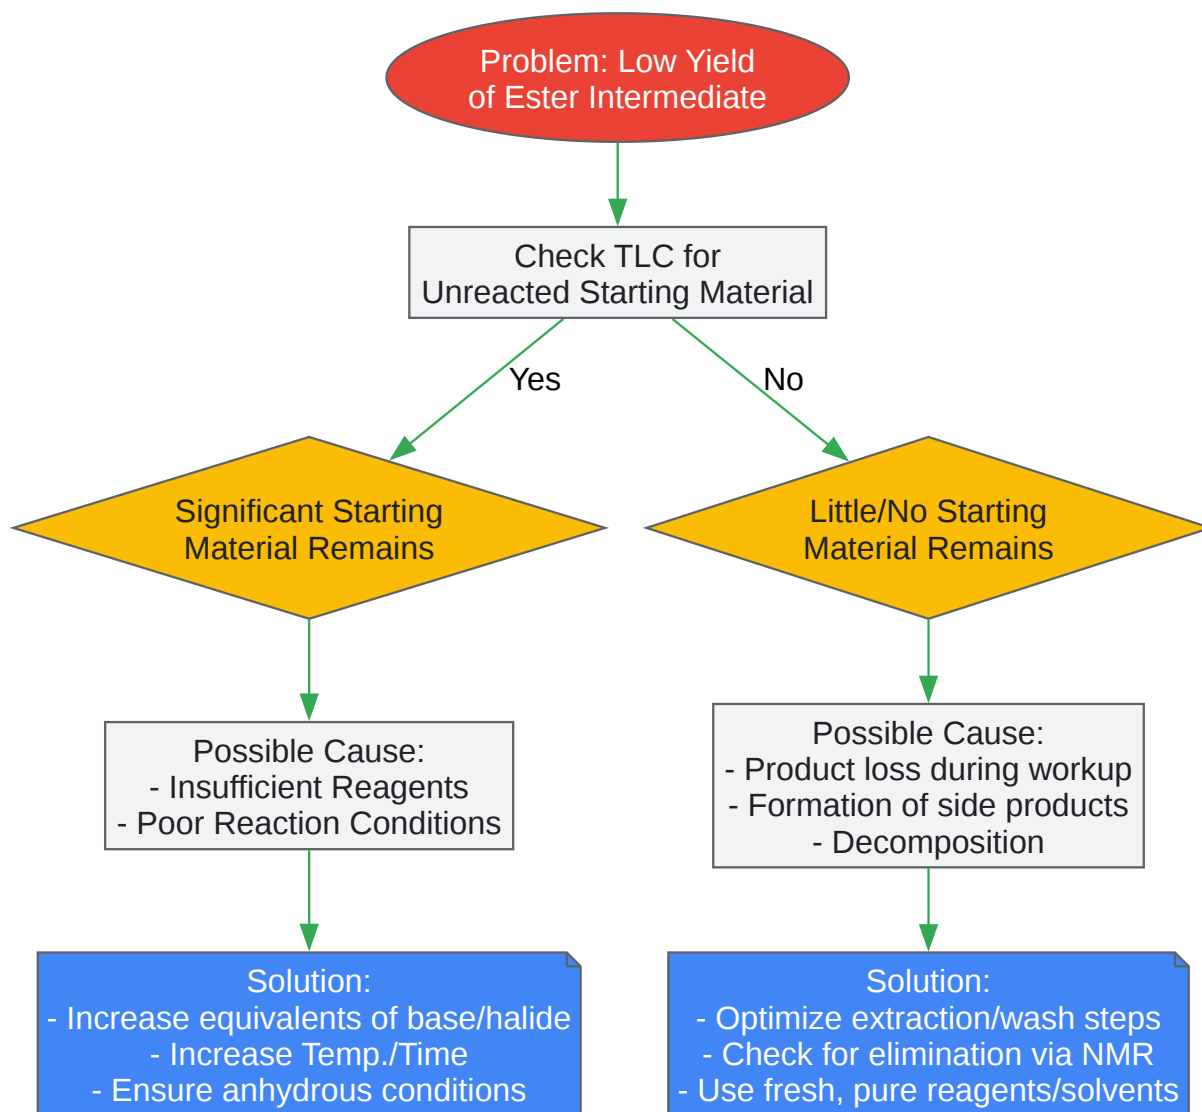 Problem: Low Yield
of Ester Intermediate
Check TLC for
Unreacted Starting Material
Yes
No
Significant Starting
Material Remains
Little/No Starting
Material Remains
Possible Cause:
- Insufficient Reagents
- Poor Reaction Conditions
Possible Cause:
- Product loss during workup
- Formation of side products
- Decomposition
Solution:
- Increase equivalents of base/halide
- Increase Temp./Time
- Ensure anhydrous conditions
Solution:
- Optimize extraction/wash steps
- Check for elimination via NMR
- Use fresh, pure reagents/solvents